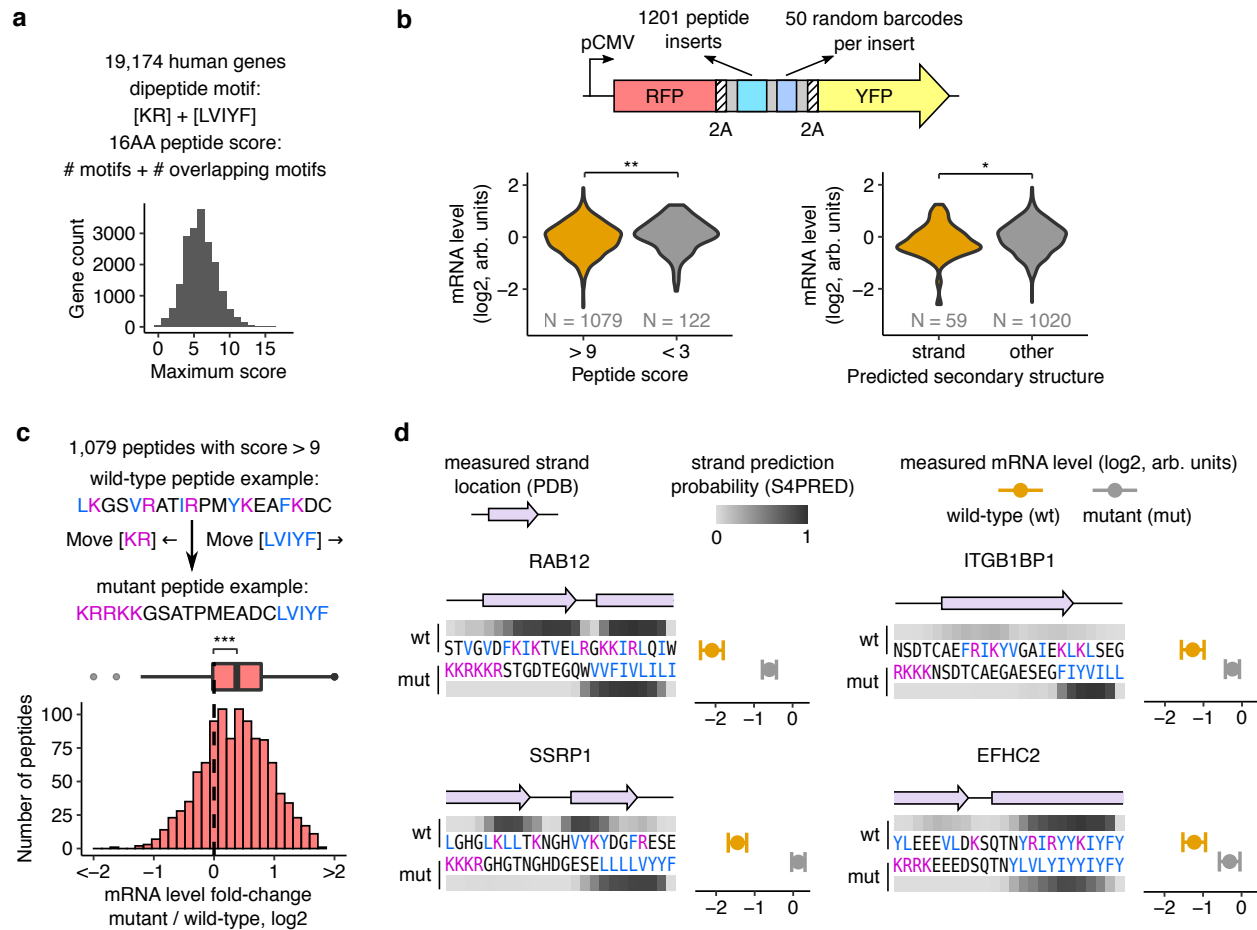 a
19,174 human genes
dipeptide motif:
[KR] + [LVIYF]
16AA peptide score:
# motifs + # overlapping motifs
Gene count
3000
2000
1000
0
0 5 10 15
Maximum score
b
1201 peptide inserts
50 random barcodes per insert
pCMV
RFP
YFP
2A
2A
mRNA level
(log2, arb. units)
2
0
−2
**
N = 1079 N = 122
> 9 < 3
Peptide score
mRNA level
(log2, arb. units)
2
0
−2
*
N = 59 N = 1020
strand other
Predicted secondary structure
c
1,079 peptides with score > 9
wild-type peptide example:
LKGSVRATIRPMYKEAFKDC
Move [KR] ← Move [LVIYF] →
mutant peptide example:
KRRKKGSATPMEADCLVIYF
***
Number of peptides
100
75
50
25
0
<−2 −1 0 1 >2
mRNA level fold-change
mutant / wild-type, log2
d
measured strand
location (PDB)
strand prediction
probability (S4PRED)
0 1
measured mRNA level (log2, arb. units)
wild-type (wt) mutant (mut)
RAB12
wt
STVGVDFKIKTVELRGKKIRLQIW
KKRKKRSTGDTEGQWVVFIVLILI
mut
−2 −1 0
ITGB1BP1
wt
NSDTCAEFRIKYVGAIEKLKLSEG
RKKKNSDTCAEGAESEGFIYVILL
mut
−2 −1 0
SSRP1
wt
LGHGLKLLTKNGHVYKYDGFRESE
KKKRGHGTNGHDGESELLLLVYYF
mut
−2 −1 0
EFHC2
wt
YLEEEVLDKSQTNYRIRYYKIYFY
KRRKEEEDSQTNYLVLYIYYIYFY
mut
−2 −1 0